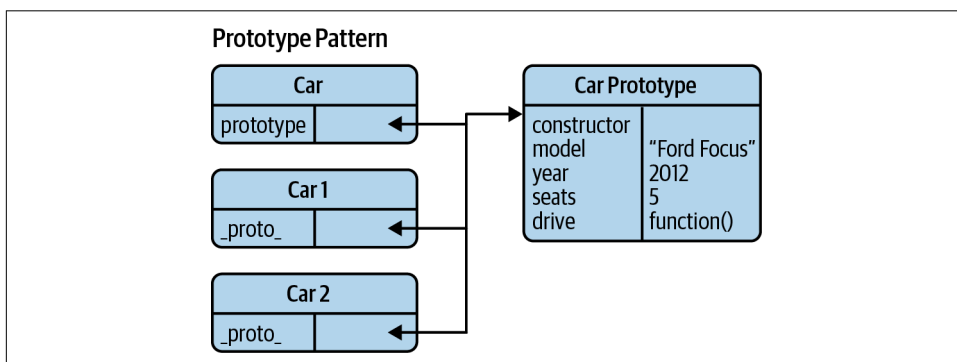 Prototype Pattern
Car
prototype
Car 1
_proto_
Car 2
_proto_
Car Prototype
constructor
model “Ford Focus”
year 2012
seats 5
drive function()